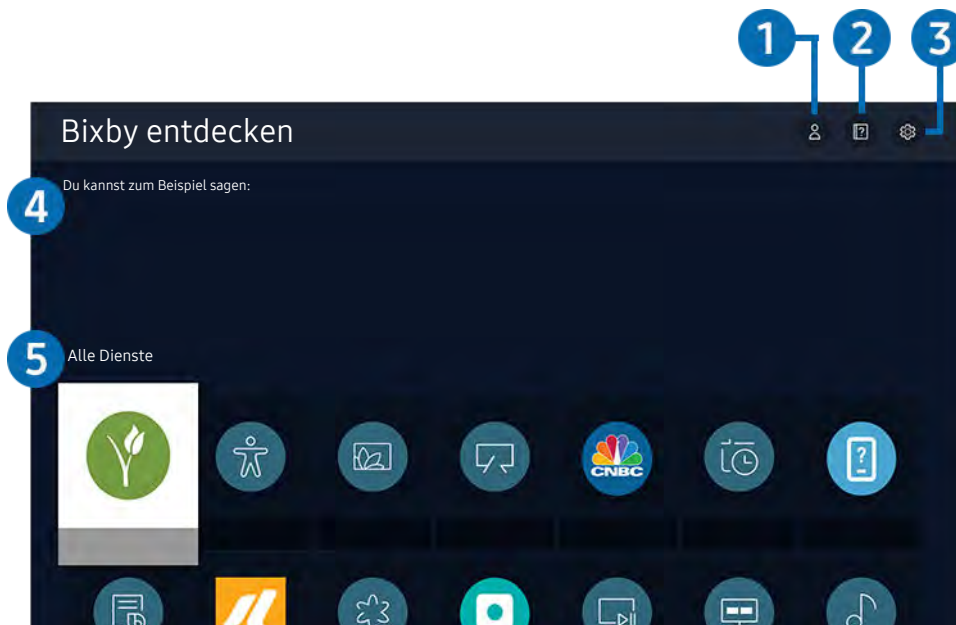 1 2 3
Bixby entdecken
?
4
Du kannst zum Beispiel sagen:
5
Alle Dienste
CNBC
?